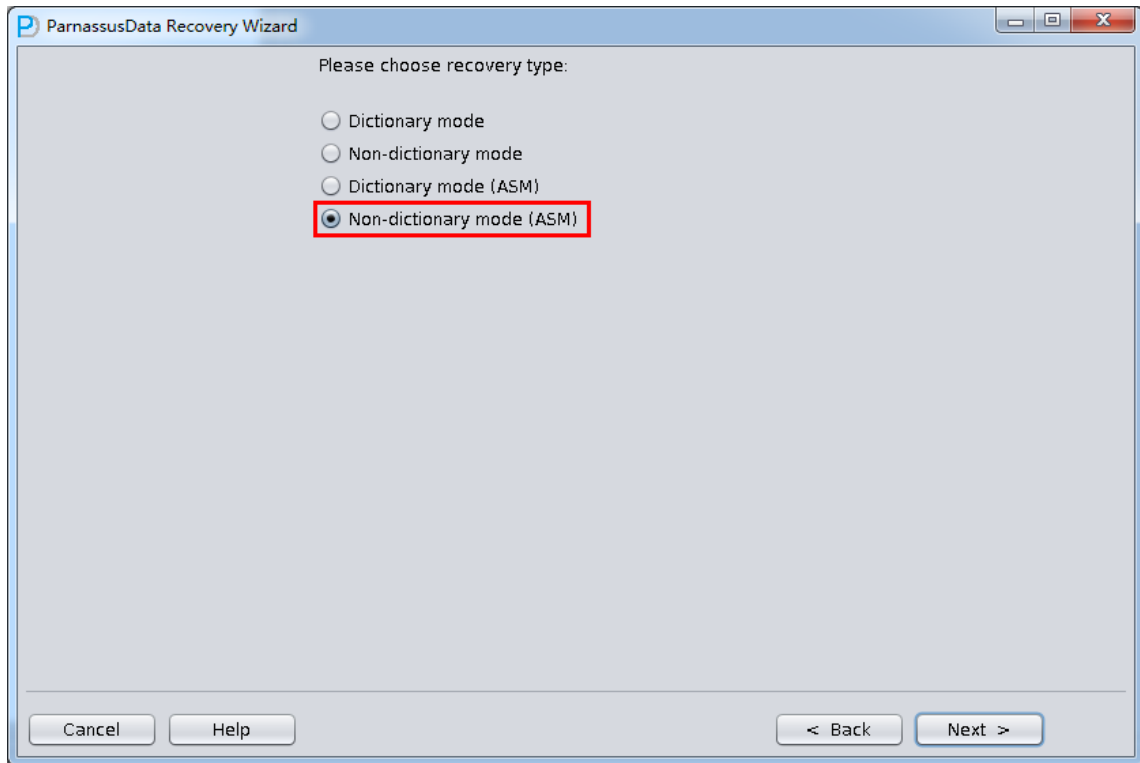 ParnassusData Recovery Wizard
Please choose recovery type:
Dictionary mode
Non-dictionary mode
Dictionary mode (ASM)
Non-dictionary mode (ASM)
Cancel Help < Back Next >